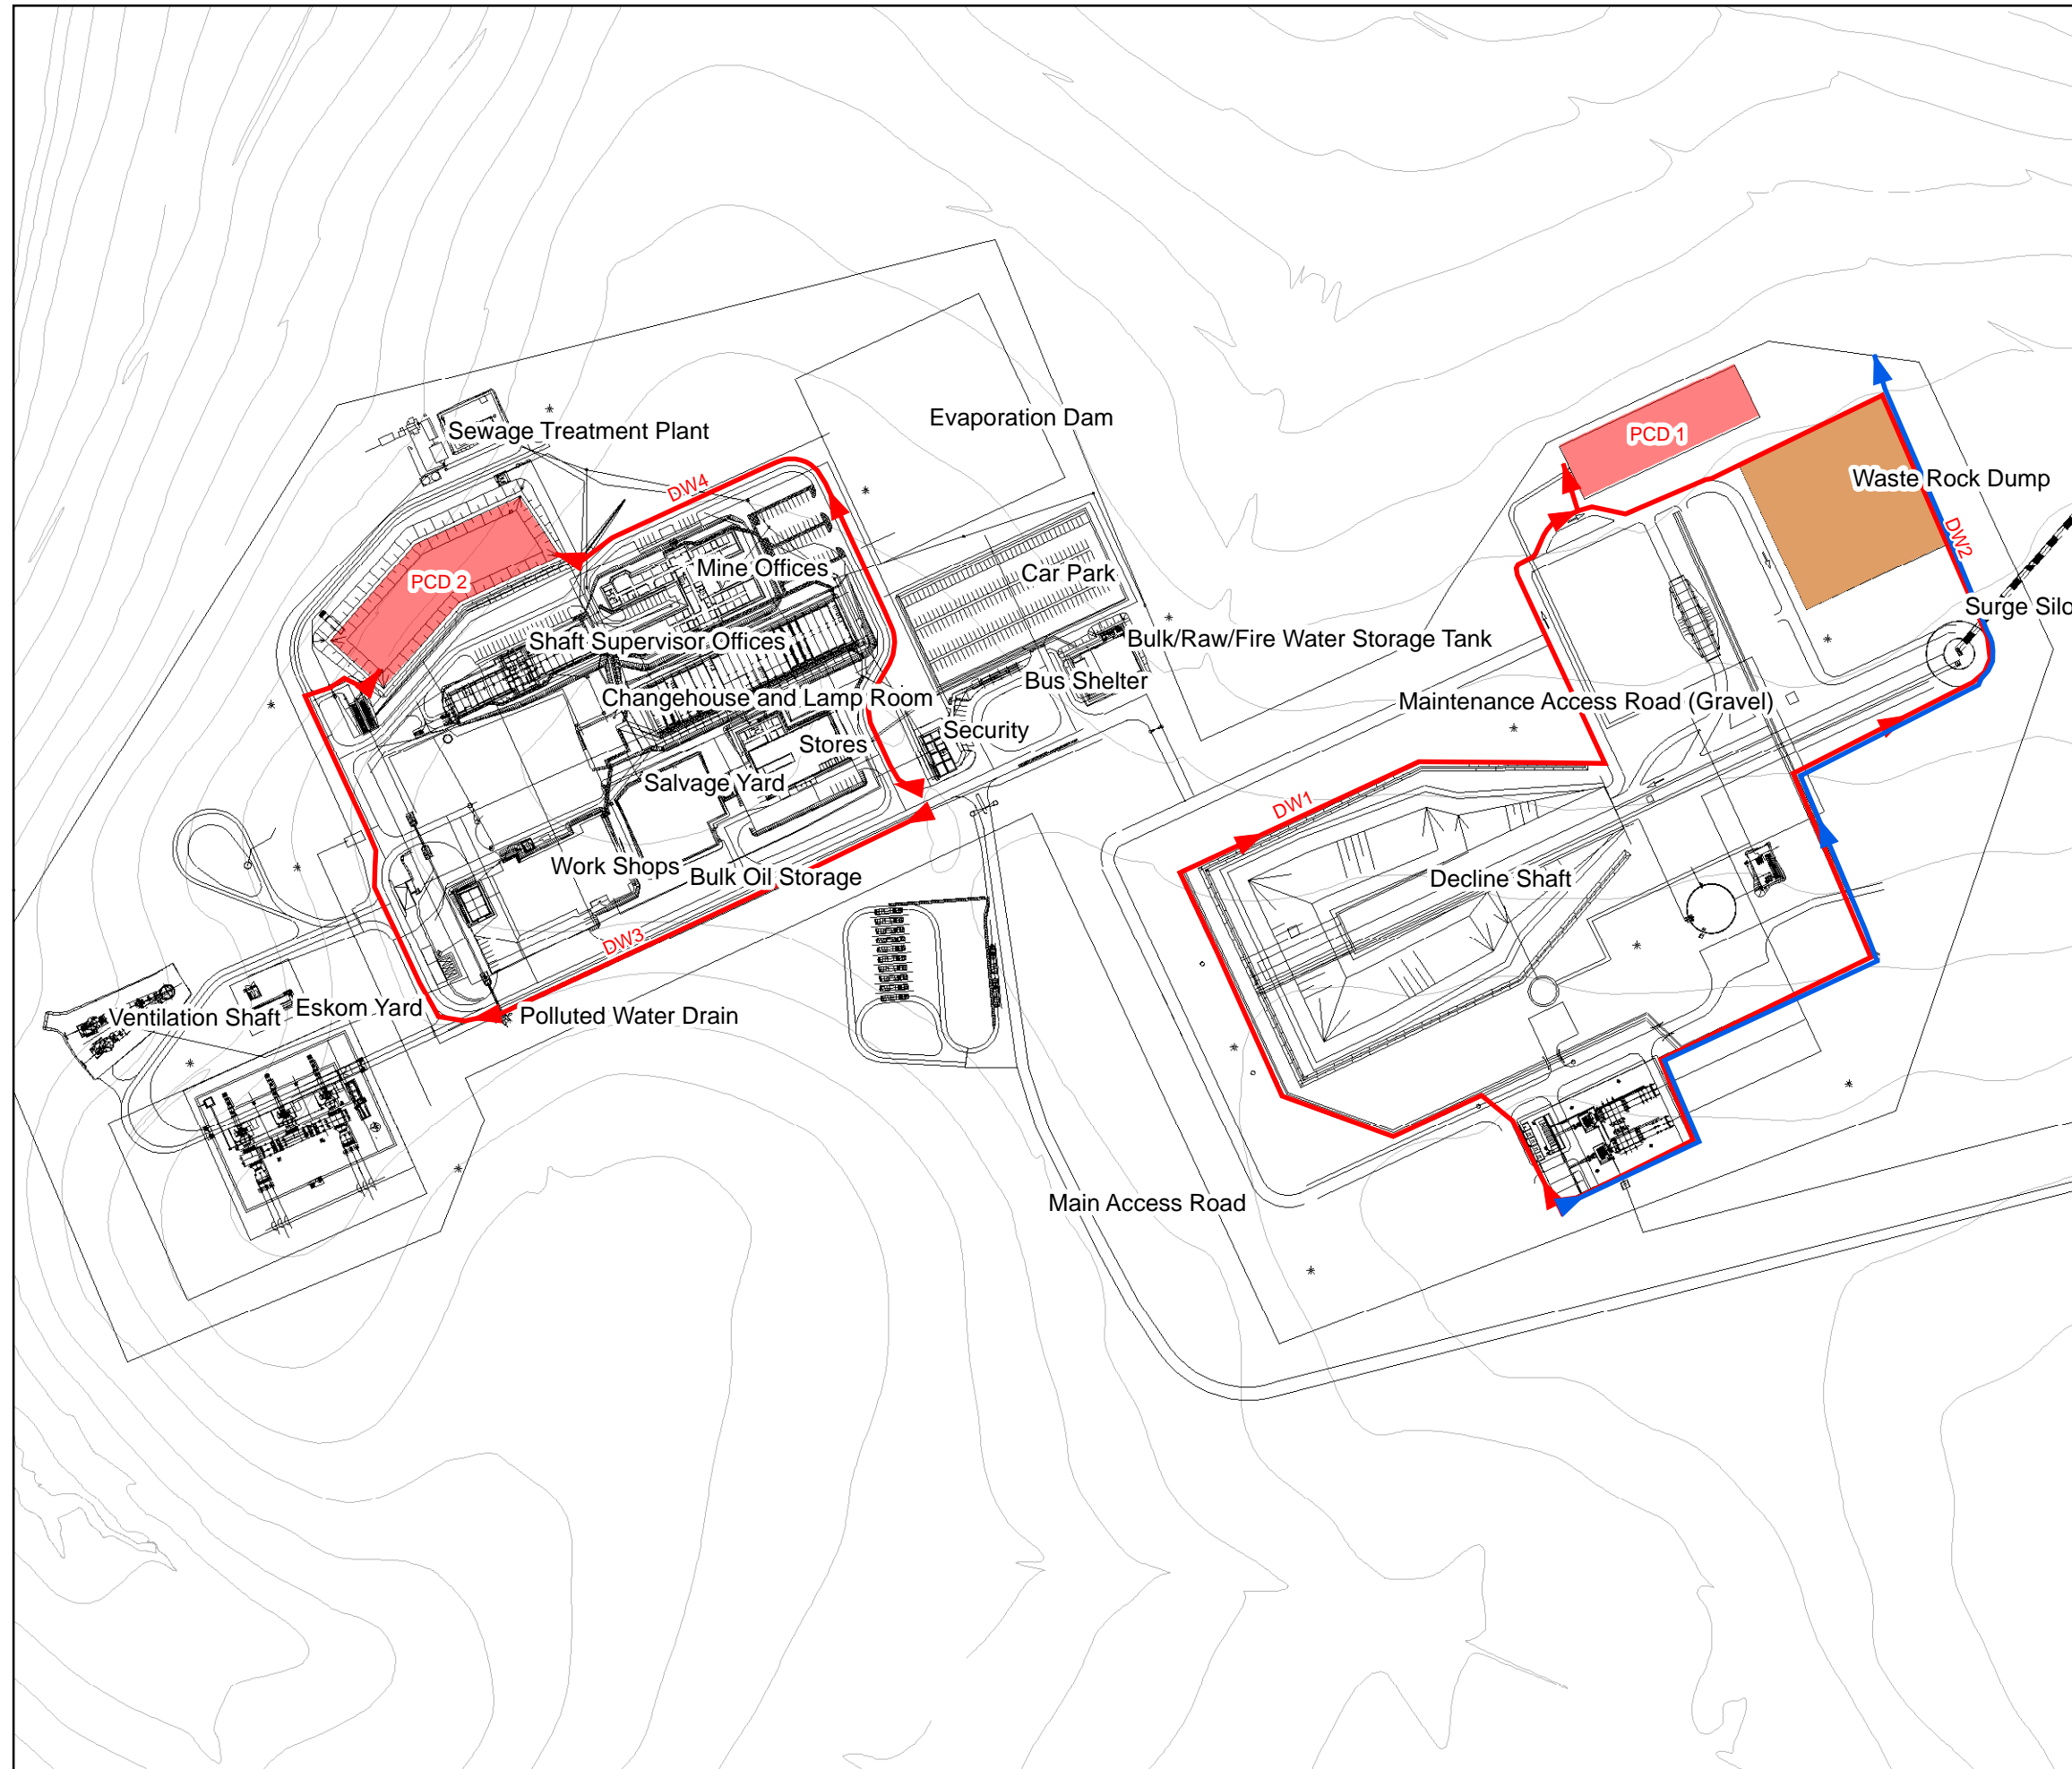 Evaporation Dam
Sewage Treatment Plant
PCD 1
Waste Rock Dump
DW4
DW2
Mine Offices
Car Park
PCD 2
Surge Silo
Shaft Supervisor Offices
Bulk/Raw/Fire Water Storage Tank
Bus Shelter
Changehouse and Lamp Room
Maintenance Access Road (Gravel)
Security
Stores
Salvage Yard
DW1
Work Shops
Bulk Oil Storage
Decline Shaft
DW3
Eskom Yard
Ventilation Shaft
Polluted Water Drain
Main Access Road